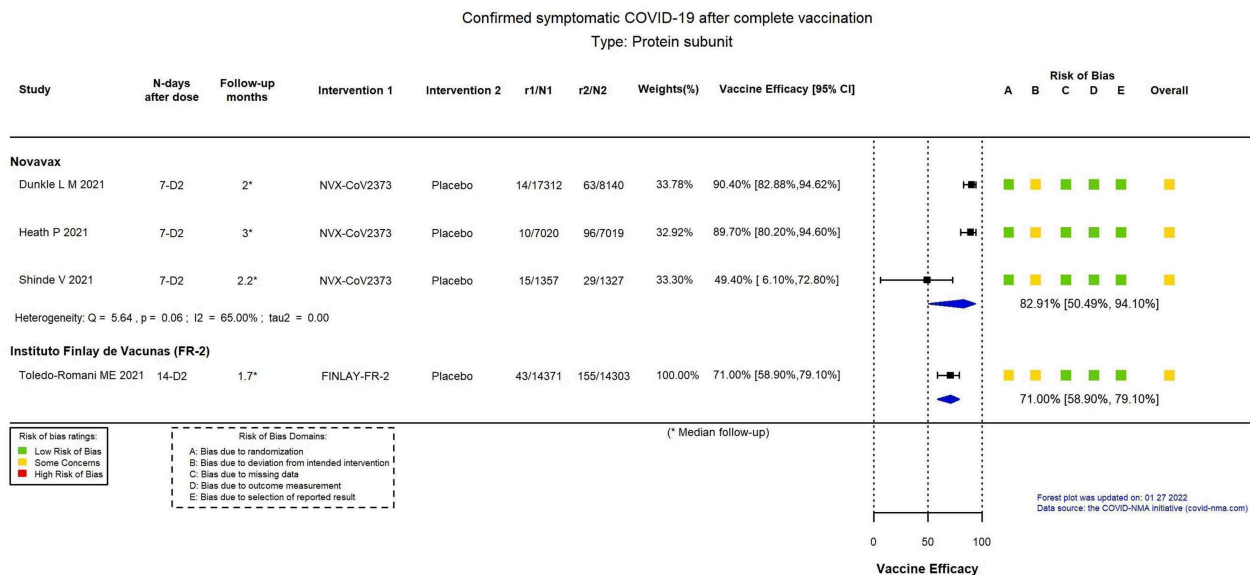 Confirmed symptomatic COVID-19 after complete vaccination
Type: Protein subunit
Study N-days after dose Follow-up months Intervention 1 Intervention 2 r1/N1 r2/N2 Weights(%) Vaccine Efficacy [95% CI] Risk of Bias A B C D E Overall
Novavax
Dunkle L M 2021 7-D2 2* NVX-CoV2373 Placebo 14/17312 63/8140 33.78% 90.40% [82.88%,94.62%]
Heath P 2021 7-D2 3* NVX-CoV2373 Placebo 10/7020 96/7019 32.92% 89.70% [80.20%,94.60%]
Shinde V 2021 7-D2 2.2* NVX-CoV2373 Placebo 15/1357 29/1327 33.30% 49.40% [ 6.10%,72.80%]
82.91% [50.49%, 94.10%]
Heterogeneity: Q = 5.64 , p = 0.06 ; I2 = 65.00% ; tau2 = 0.00
Instituto Finlay de Vacunas (FR-2)
Toledo-Romani ME 2021 14-D2 1.7* FINLAY-FR-2 Placebo 43/14371 155/14303 100.00% 71.00% [58.90%,79.10%]
71.00% [58.90%, 79.10%]
(* Median follow-up)
Risk of bias ratings:
Low Risk of Bias
Some Concerns
High Risk of Bias
Risk of Bias Domains:
A: Bias due to randomization
B: Bias due to deviation from intended intervention
C: Bias due to missing data
D: Bias due to outcome measurement
E: Bias due to selection of reported result
Forest plot was updated on: 01 27 2022
Data source: the COVID-NMA initiative (covid-nma.com)
0 50 100
Vaccine Efficacy